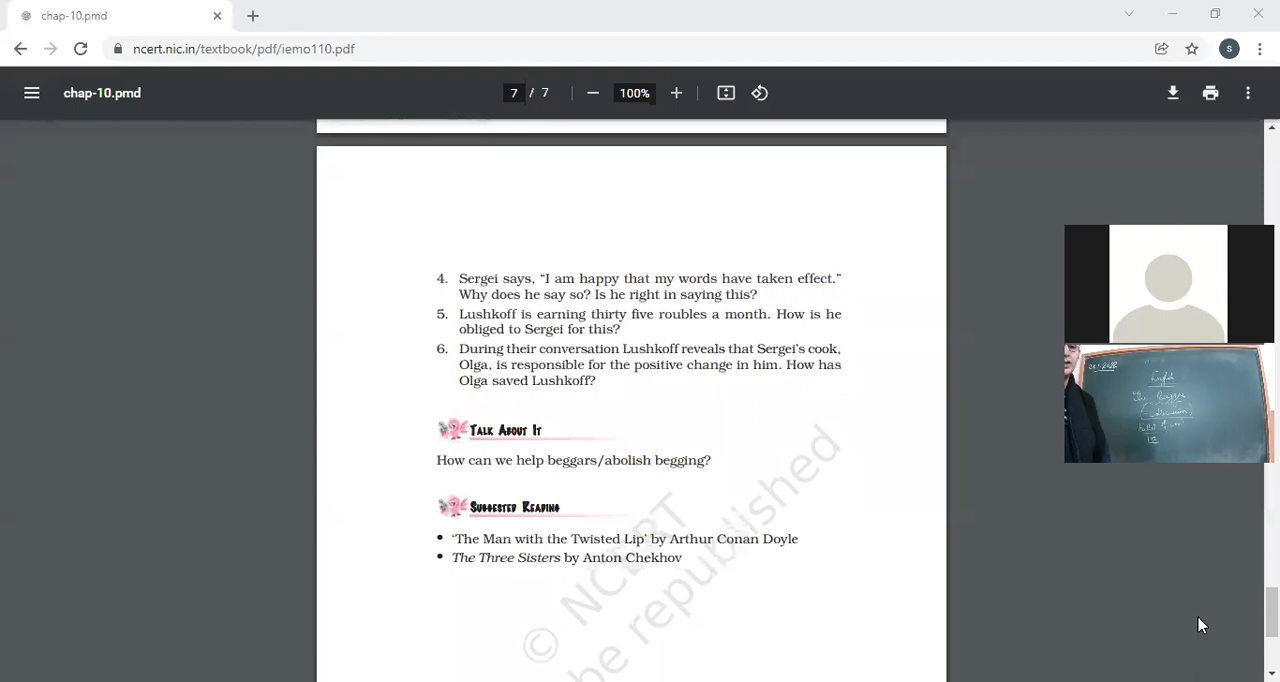 chap-10.pmd
ncert.nic.in/textbook/pdf/iemo110.pdf
S
chap-10.pmd
7 / 7
100%
4. Sergei says, “I am happy that my words have taken effect.”
Why does he say so? Is he right in saying this?
5. Lushkoff is earning thirty five roubles a month. How is he
obliged to Sergei for this?
6. During their conversation Lushkoff reveals that Sergei’s cook,
Olga, is responsible for the positive change in him. How has
Olga saved Lushkoff?
TALK ABOUT IT
How can we help beggars/abolish begging?
SUGGESTED READING
• ‘The Man with the Twisted Lip’ by Arthur Conan Doyle
• The Three Sisters by Anton Chekhov
© NCERT
be republished
English
The